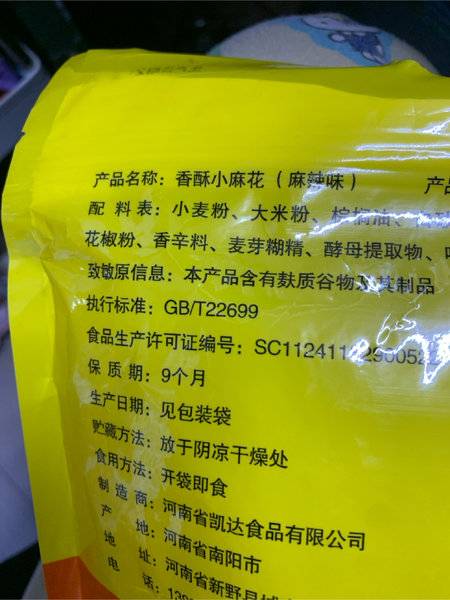 产品名称：香酥小麻花（麻辣味） 产
配 料 表：小麦粉、大米粉、棕榈油、
花椒粉、香辛料、麦芽糊精、酵母提取物、
致敏原信息：本产品含有麸质谷物及其制品
执行标准：GB/T22699
食品生产许可证编号：SC11241
保 质 期：9个月
生产日期：见包装袋
贮藏方法：放于阴凉干燥处
食用方法：开袋即食
制 造 商：河南省凯达食品有限公司
产 地：河南省南阳市
地 址：河南省新野县城
电 话：139